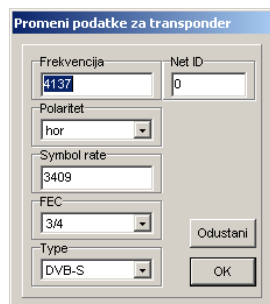 Promeni podatke za transponder
Frekvencija
Net ID
4137
0
Polaritet
hor
Symbol rate
3409
FEC
3/4
Odustani
Type
DVB-S
OK